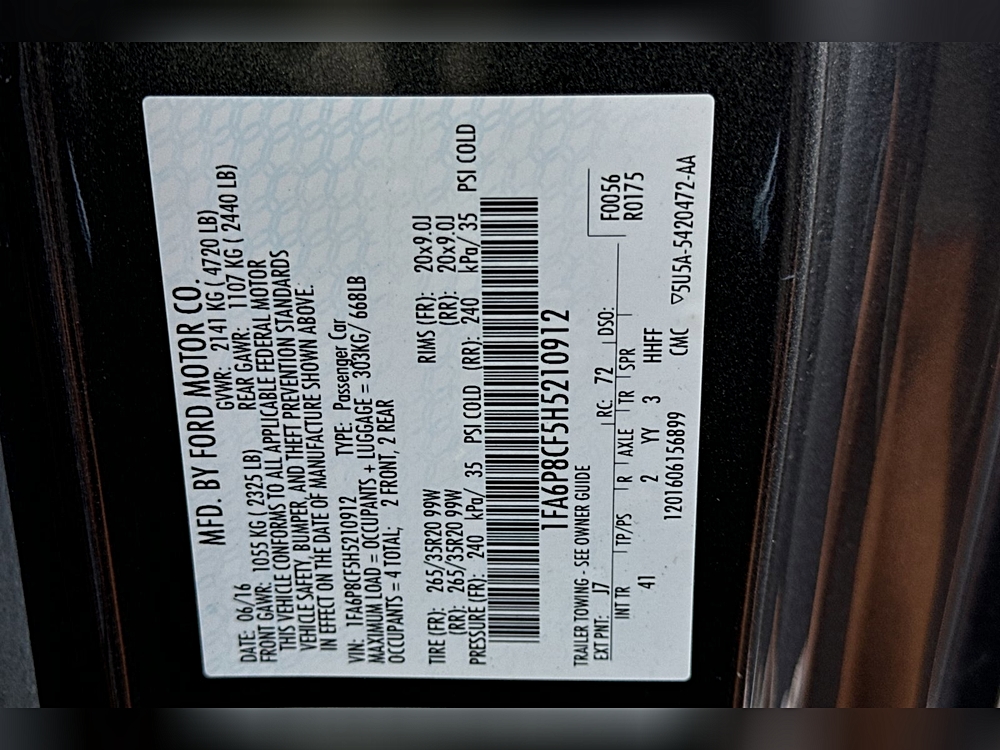 MFD. BY FORD MOTOR CO.
DATE: 06/16 GVWR: 2141 KG ( 4720 LB)
FRONT GAWR: 1055 KG ( 2325 LB) REAR GAWR: 1107 KG ( 2440 LB)
THIS VEHICLE CONFORMS TO ALL APPLICABLE FEDERAL MOTOR
VEHICLE SAFETY, BUMPER, AND THEFT PREVENTION STANDARDS
IN EFFECT ON THE DATE OF MANUFACTURE SHOWN ABOVE.
VIN: 1FA6P8CF5H5210912 TYPE: Passenger Car
MAXIMUM LOAD = OCCUPANTS + LUGGAGE = 303KG/ 668LB
OCCUPANTS = 4 TOTAL; 2 FRONT, 2 REAR
TIRE (FR): 265/35R20 99W RIMS (FR): 20x9.0J
(RR): 265/35R20 99W (RR): 20x9.0J
PRESSURE (FR): 240 kPa/ 35 PSI COLD (RR): 240 kPa/ 35 PSI COLD
1FA6P8CF5H5210912
TRAILER TOWING - SEE OWNER GUIDE F0056
EXT PNT: J7 RC: 72 DSO: R0175
INT TR TP/PS R AXLE TR SPR
41 2 YY 3 HHFF
1201606156899 CMC ▽5U5A-5420472-AA